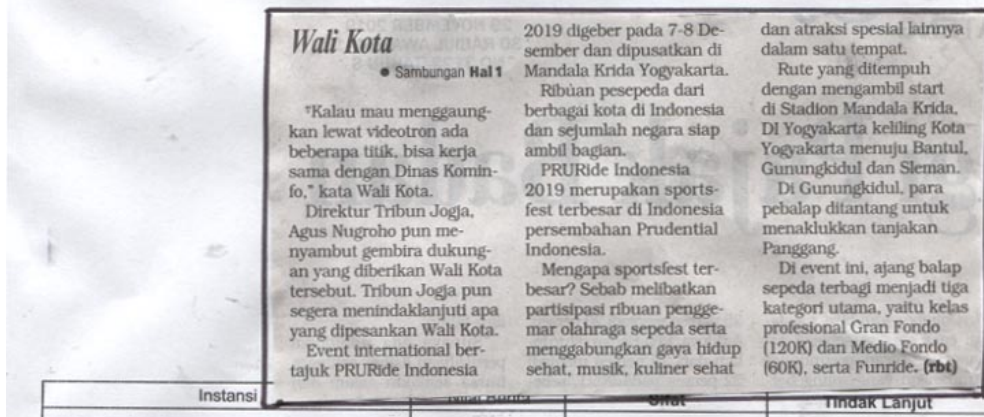 Wali Kota
● Sambungan Hal 1
"Kalau mau menggaung-
kan lewat videotron ada
beberapa titik, bisa kerja
sama dengan Dinas Komin-
fo," kata Wali Kota.
Direktur Tribun Jogja,
Agus Nugroho pun me-
nyambut gembira dukung-
an yang diberikan Wali Kota
tersebut. Tribun Jogja pun
segera menindaklanjuti apa
yang dipesankan Wali Kota.
Event international ber-
tajuk PRURide Indonesia
2019 digeber pada 7-8 De-
sember dan dipusatkan di
Mandala Krida Yogyakarta.
Ribuan pesepeda dari
berbagai kota di Indonesia
dan sejumlah negara siap
ambil bagian.
PRURide Indonesia
2019 merupakan sports-
fest terbesar di Indonesia
persembahan Prudential
Indonesia.
Mengapa sportsfest ter-
besar? Sebab melibatkan
partisipasi ribuan pengge-
mar olahraga sepeda serta
menggabungkan gaya hidup
sehat, musik, kuliner sehat
dan atraksi spesial lainnya
dalam satu tempat.
Rute yang ditempuh
dengan mengambil start
di Stadion Mandala Krida,
DI Yogyakarta keliling Kota
Yogyakarta menuju Bantul,
Gunungkidul dan Sleman.
Di Gunungkidul, para
pebalap ditantang untuk
menaklukkan tanjakan
Panggang.
Di event ini, ajang balap
sepeda terbagi menjadi tiga
kategori utama, yaitu kelas
profesional Gran Fondo
(120K) dan Medio Fondo
(60K), serta Funride. (rbt)
Instansi
Sifat
Tindak Lanjut